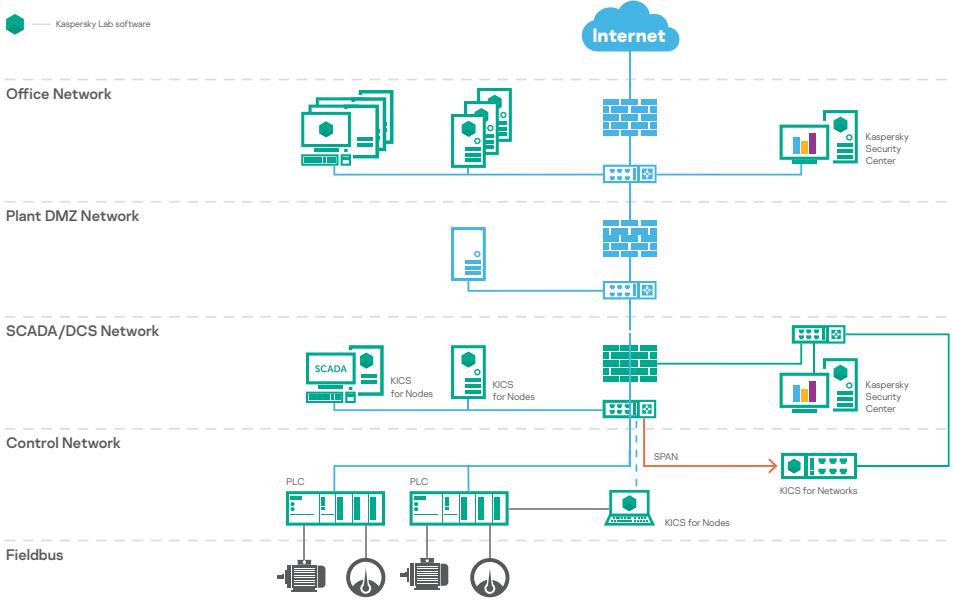 Kaspersky Lab software
Internet
Office Network
Kaspersky
Security
Center
Plant DMZ Network
SCADA/DCS Network
SCADA
KICS
for Nodes
KICS
for Nodes
Kaspersky
Security
Center
Control Network
SPAN
PLC
PLC
KICS for Networks
KICS for Nodes
Fieldbus